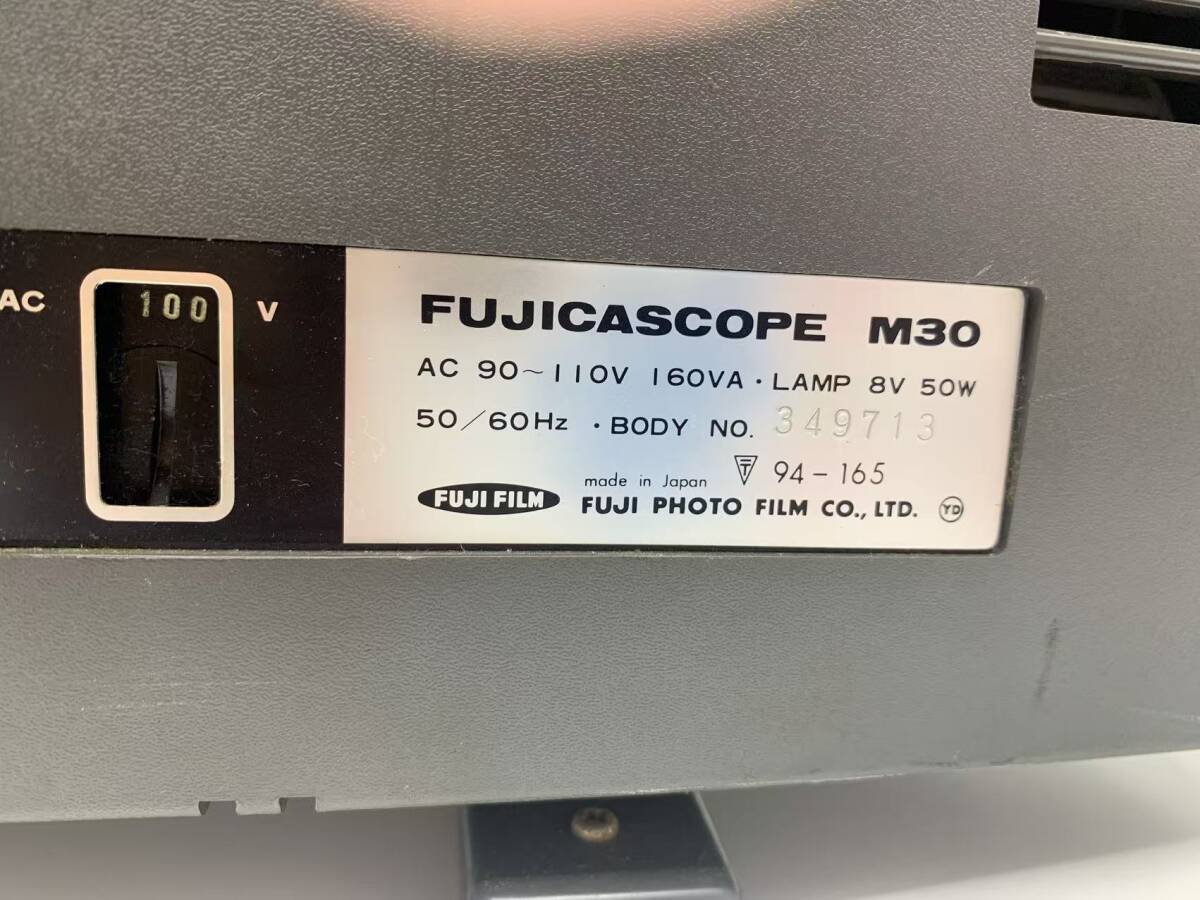 AC 100 V
FUJICASCOPE M30
AC 90~110V 160VA · LAMP 8V 50W
50/60Hz · BODY NO. 349713
made in Japan 〒 94-165
FUJI FILM FUJI PHOTO FILM CO., LTD. YD